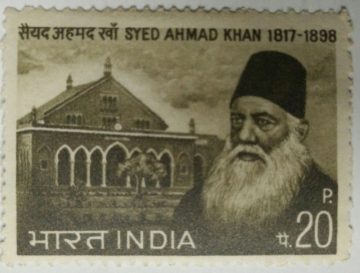 सैयद अहमद खाँ SYED AHMAD KHAN 1817-1898
P.
भारत INDIA प. 20